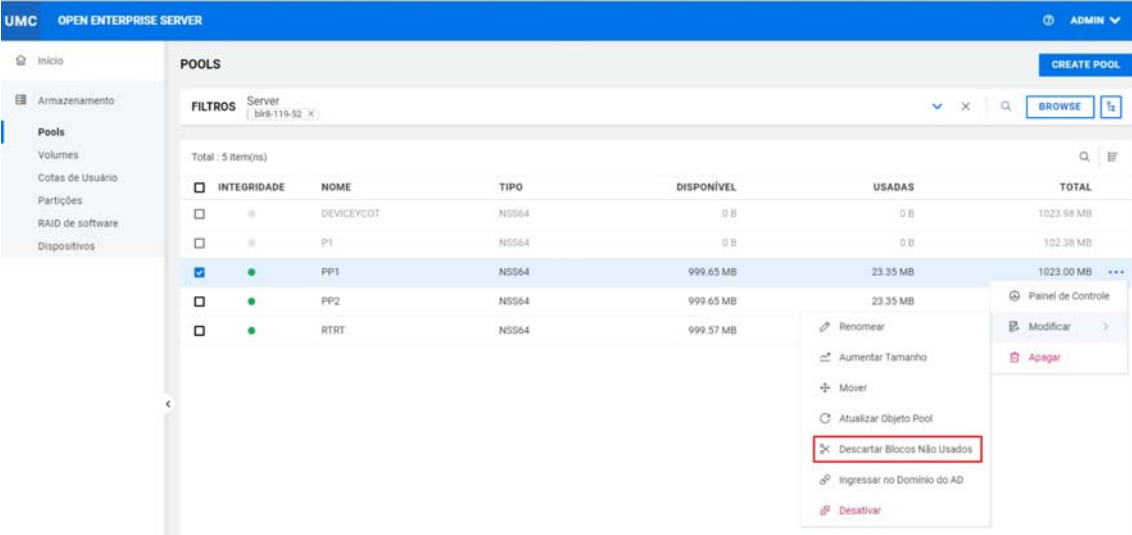 UMC OPEN ENTERPRISE SERVER ADMIN
Início
Armazenamento
Pools
Volumes
Cotas de Usuário
Partições
RAID de software
Dispositivos
POOLS CREATE POOL
FILTROS Server
blr8-119-52 BROWSE
Total : 5 item(ns)
INTEGRIDADE NOME TIPO DISPONÍVEL USADAS TOTAL
DEVICEYCOT NSS64 0 B 0 B 1023.98 MB
P1 NSS64 0 B 0 B 102.38 MB
PP1 NSS64 999.65 MB 23.35 MB 1023.00 MB
PP2 NSS64 999.65 MB 23.35 MB
RTRT NSS64 999.57 MB
Painel de Controle
Modificar
Apagar
Renomear
Aumentar Tamanho
Mover
Atualizar Objeto Pool
Descartar Blocos Não Usados
Ingressar no Domínio do AD
Desativar